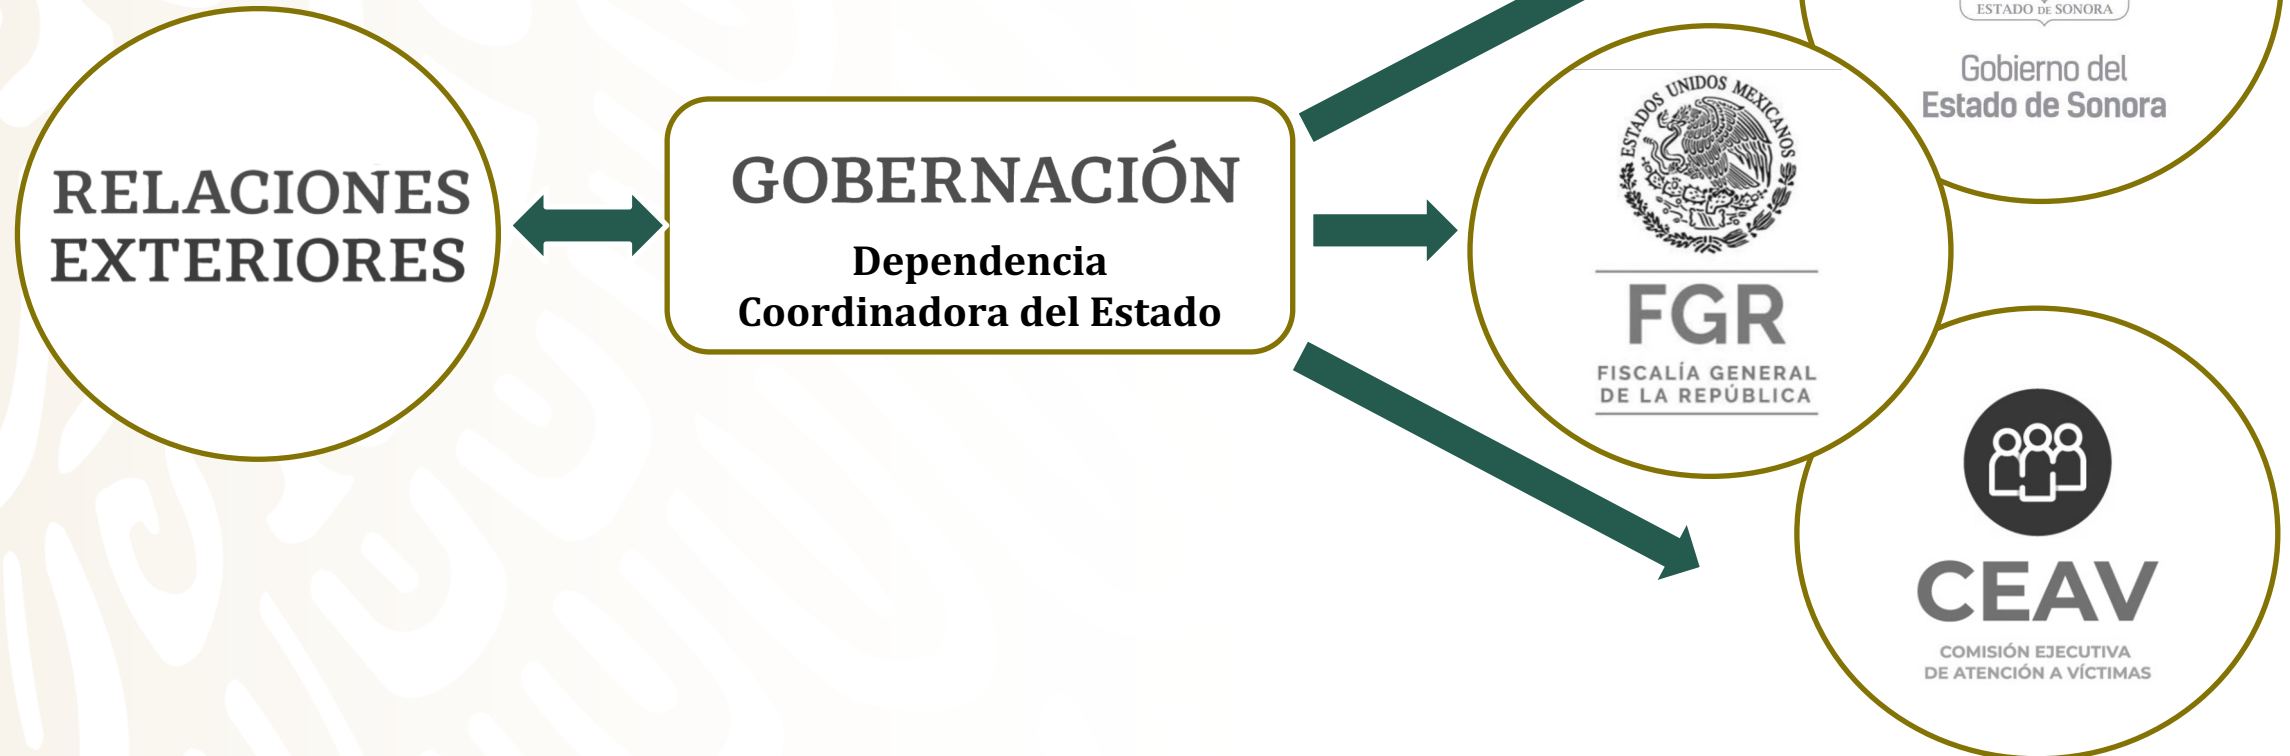 RELACIONES
EXTERIORES
GOBERNACIÓN
Dependencia
Coordinadora del Estado
ESTADO DE SONORA
Gobierno del
Estado de Sonora
ESTADOS UNIDOS MEXICANOS
FGR
FISCALÍA GENERAL
DE LA REPÚBLICA
CEAV
COMISIÓN EJECUTIVA
DE ATENCIÓN A VÍCTIMAS